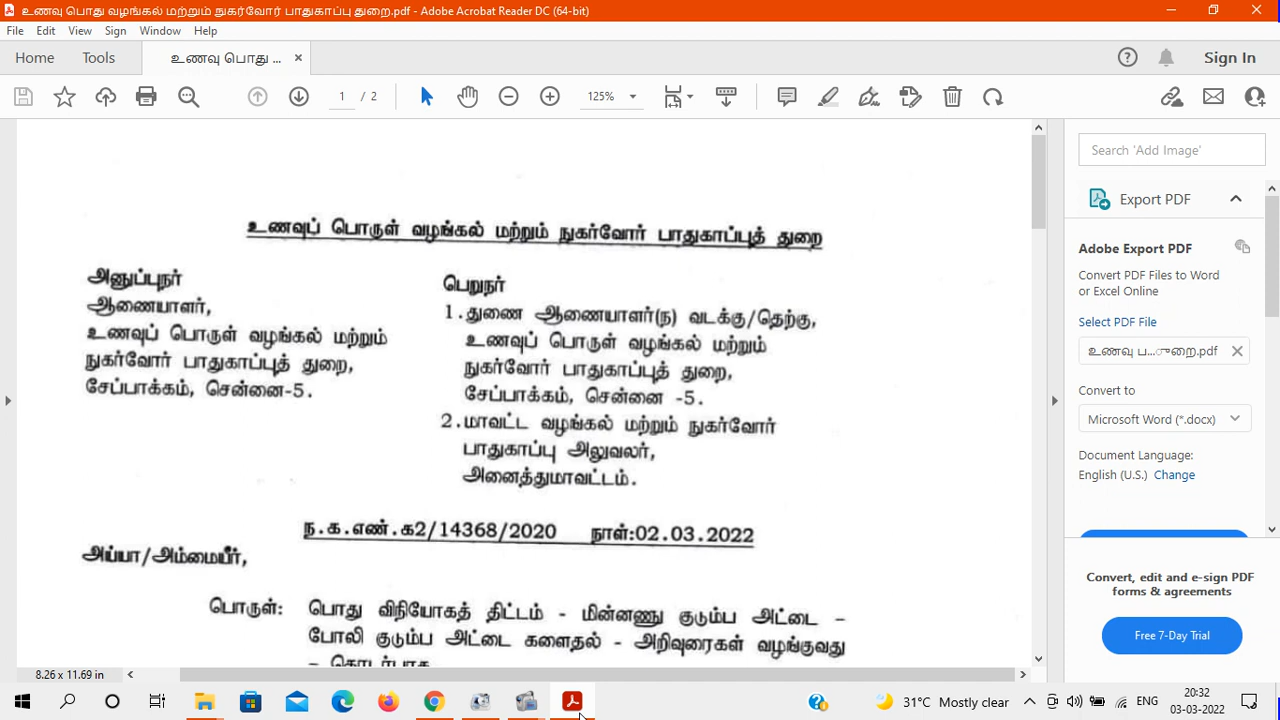 உணவு பொது வழங்கல் மற்றும் நுகர்வோர் பாதுகாப்பு துறை.pdf - Adobe Acrobat Reader DC (64-bit)
File Edit View Sign Window Help
Home Tools உணவு பொது ... Sign In
1 / 2 125%
Search 'Add Image'
Export PDF
Adobe Export PDF
Convert PDF Files to Word
or Excel Online
Select PDF File
உணவு ப...ுறை.pdf
Convert to
Microsoft Word (*.docx)
Document Language:
English (U.S.) Change
Convert, edit and e-sign PDF
forms & agreements
Free 7-Day Trial
உணவுப் பொருள் வழங்கல் மற்றும் நுகர்வோர் பாதுகாப்புத் துறை
அனுப்புநர்
ஆணையாளர்,
உணவுப் பொருள் வழங்கல் மற்றும்
நுகர்வோர் பாதுகாப்புத் துறை,
சேப்பாக்கம், சென்னை-5.
பெறுநர்
1.துணை ஆணையாளர்(ந) வடக்கு/தெற்கு,
உணவுப் பொருள் வழங்கல் மற்றும்
நுகர்வோர் பாதுகாப்புத் துறை,
சேப்பாக்கம், சென்னை -5.
2.மாவட்ட வழங்கல் மற்றும் நுகர்வோர்
பாதுகாப்பு அலுவலர்,
அனைத்துமாவட்டம்.
ந.க.எண்.க2/14368/2020 நாள்:02.03.2022
அய்யா/அம்மையீர்,
பொருள்: பொது விநியோகத் திட்டம் - மின்னணு குடும்ப அட்டை –
போலி குடும்ப அட்டை களைதல் - அறிவுரைகள் வழங்குவது
– தொடர்பாக
8.26 x 11.69 in
31°C Mostly clear ENG 20:32
03-03-2022